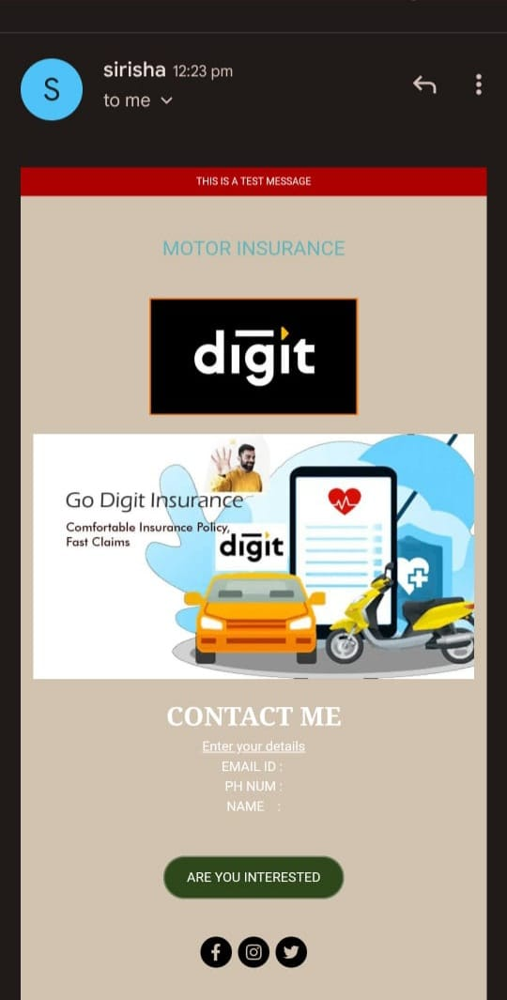 S
sirisha 12:23 pm
to me
THIS IS A TEST MESSAGE
MOTOR INSURANCE
digit
Go Digit Insurance
Comfortable Insurance Policy,
Fast Claims
digit
CONTACT ME
Enter your details
EMAIL ID :
PH NUM :
NAME :
ARE YOU INTERESTED